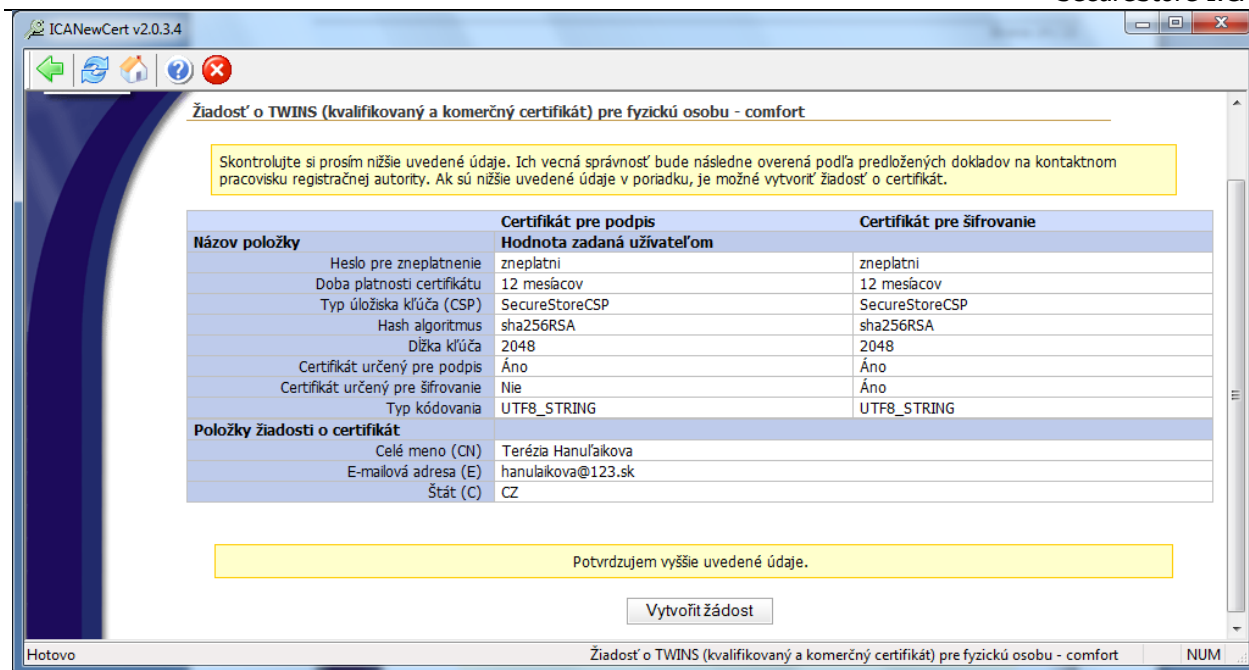 ICANewCert v2.0.3.4
Žiadosť o TWINS (kvalifikovaný a komerčný certifikát) pre fyzickú osobu - comfort
Skontrolujte si prosím nižšie uvedené údaje. Ich vecná správnosť bude následne overená podľa predložených dokladov na kontaktnom
pracovisku registračnej autority. Ak sú nižšie uvedené údaje v poriadku, je možné vytvoriť žiadosť o certifikát.
Certifikát pre podpis Certifikát pre šifrovanie
Názov položky Hodnota zadaná užívateľom
Heslo pre zneplatnenie zneplatni zneplatni
Doba platnosti certifikátu 12 mesíacov 12 mesíacov
Typ úložiska kľúča (CSP) SecureStoreCSP SecureStoreCSP
Hash algoritmus sha256RSA sha256RSA
Dĺžka kľúča 2048 2048
Certifikát určený pre podpis Áno Áno
Certifikát určený pre šifrovanie Nie Áno
Typ kódovania UTF8_STRING UTF8_STRING
Položky žiadosti o certifikát
Celé meno (CN) Terézia Hanuľaikova
E-mailová adresa (E) hanulaikova@123.sk
Štát (C) CZ
Potvrdzujem vyššie uvedené údaje.
Vytvořit žádost
Hotovo Žiadosť o TWINS (kvalifikovaný a komerčný certifikát) pre fyzickú osobu - comfort NUM